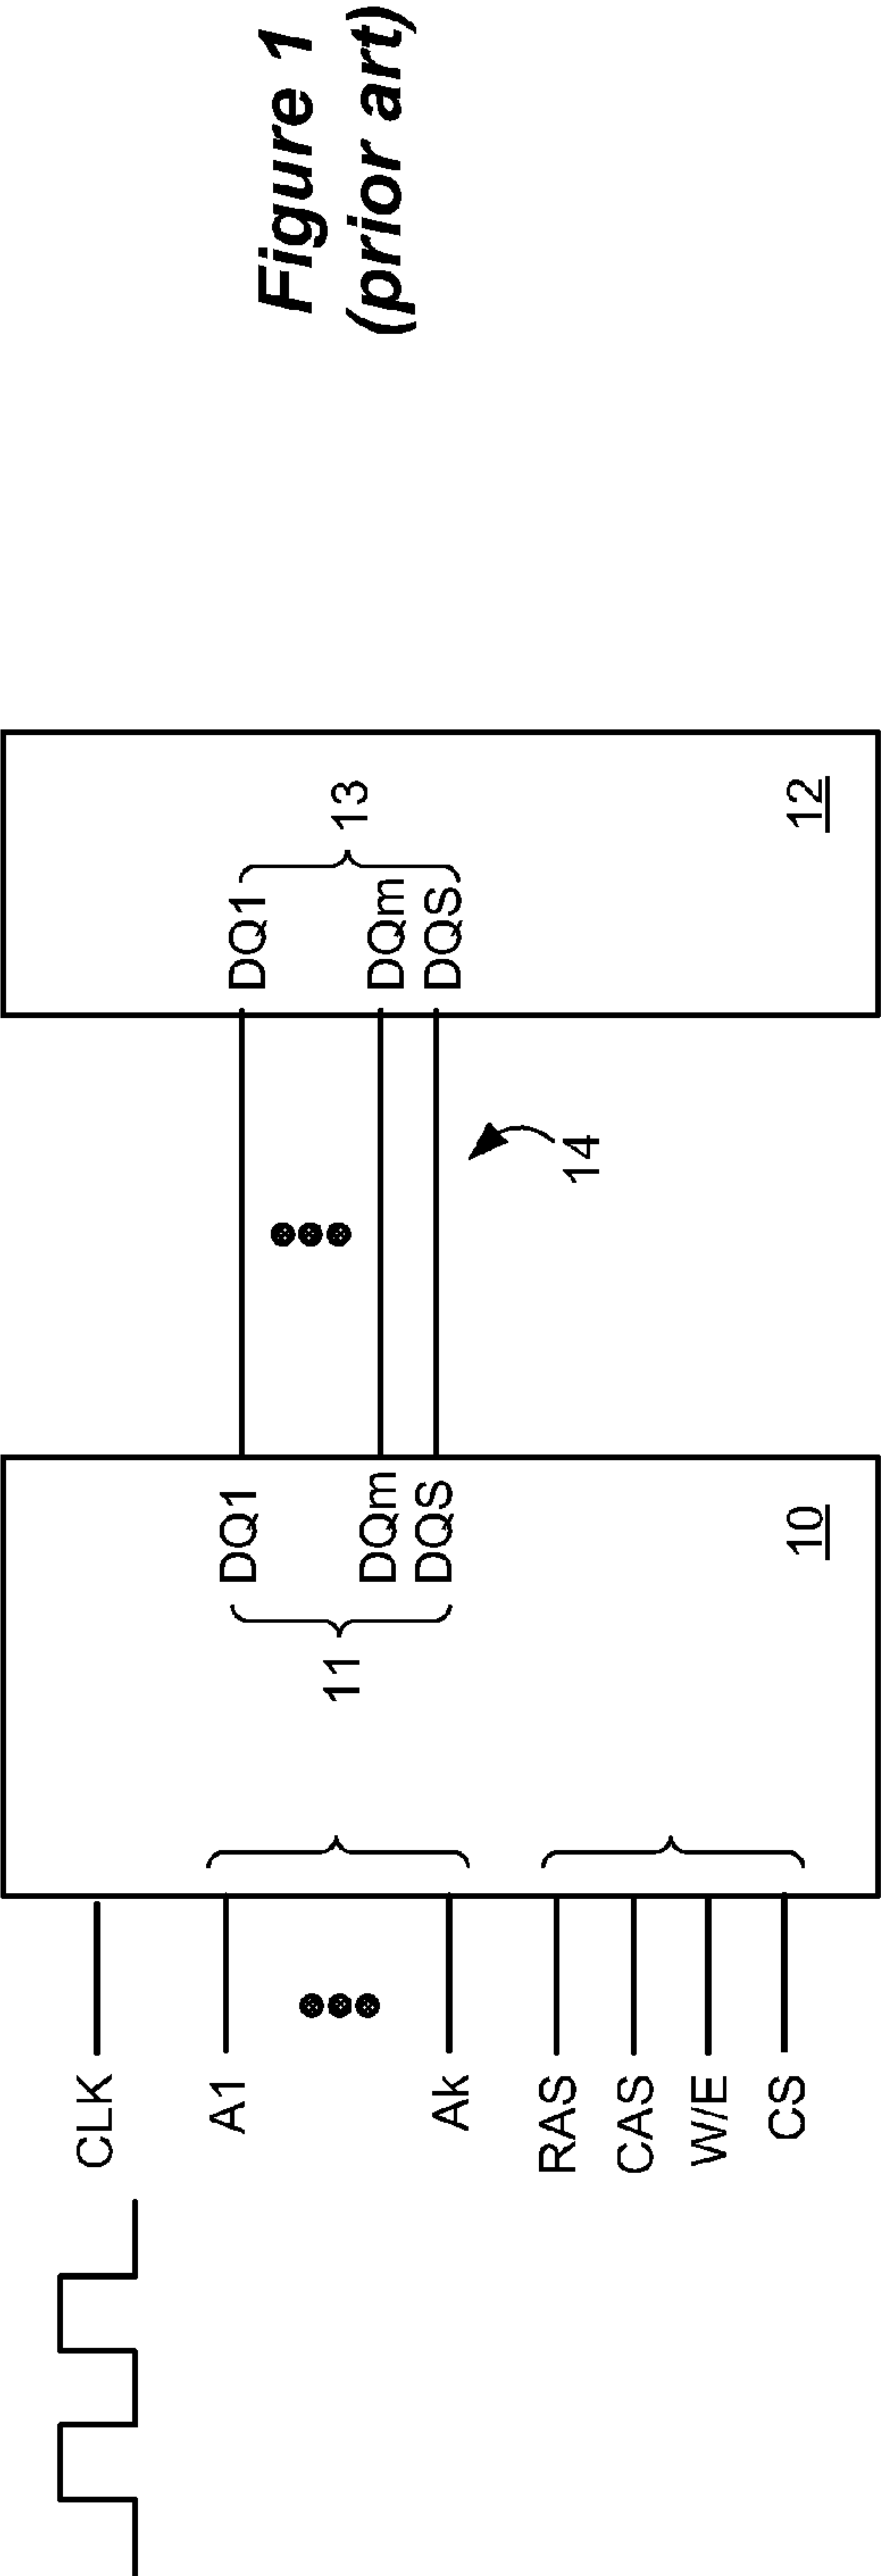 CLK
A1
Ak
RAS
CAS
W/E
CS
11
DQ1
DQm
DQS
10
14
DQ1
DQm
DQS
13
12
Figure 1
(prior art)